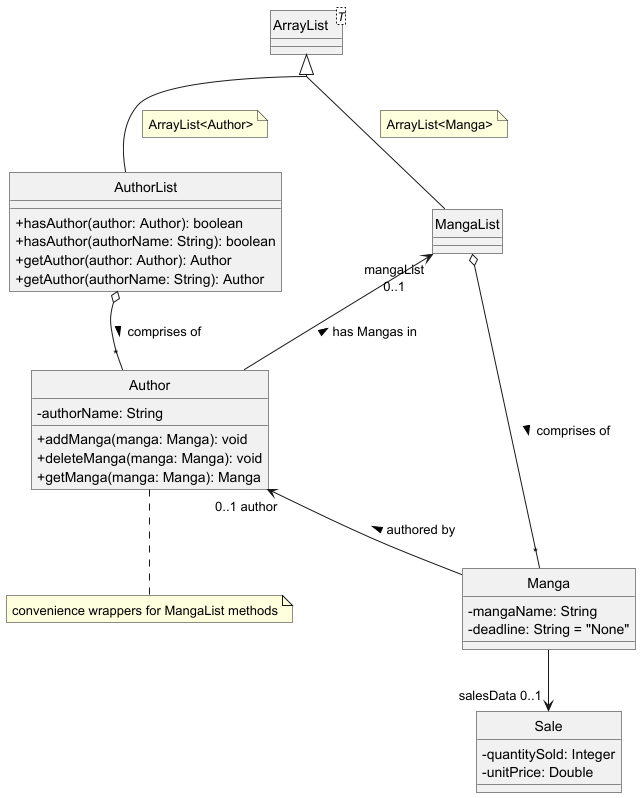 ArrayList
T
ArrayList<Author>
ArrayList<Manga>
AuthorList
+hasAuthor(author: Author): boolean
+hasAuthor(authorName: String): boolean
+getAuthor(author: Author): Author
+getAuthor(authorName: String): Author
MangaList
mangaList
0..1
comprises of
*
has Mangas in
Author
-authorName: String
+addManga(manga: Manga): void
+deleteManga(manga: Manga): void
+getManga(manga: Manga): Manga
comprises of
*
0..1 author
authored by
convenience wrappers for MangaList methods
Manga
-mangaName: String
-deadline: String = "None"
salesData 0..1
Sale
-quantitySold: Integer
-unitPrice: Double